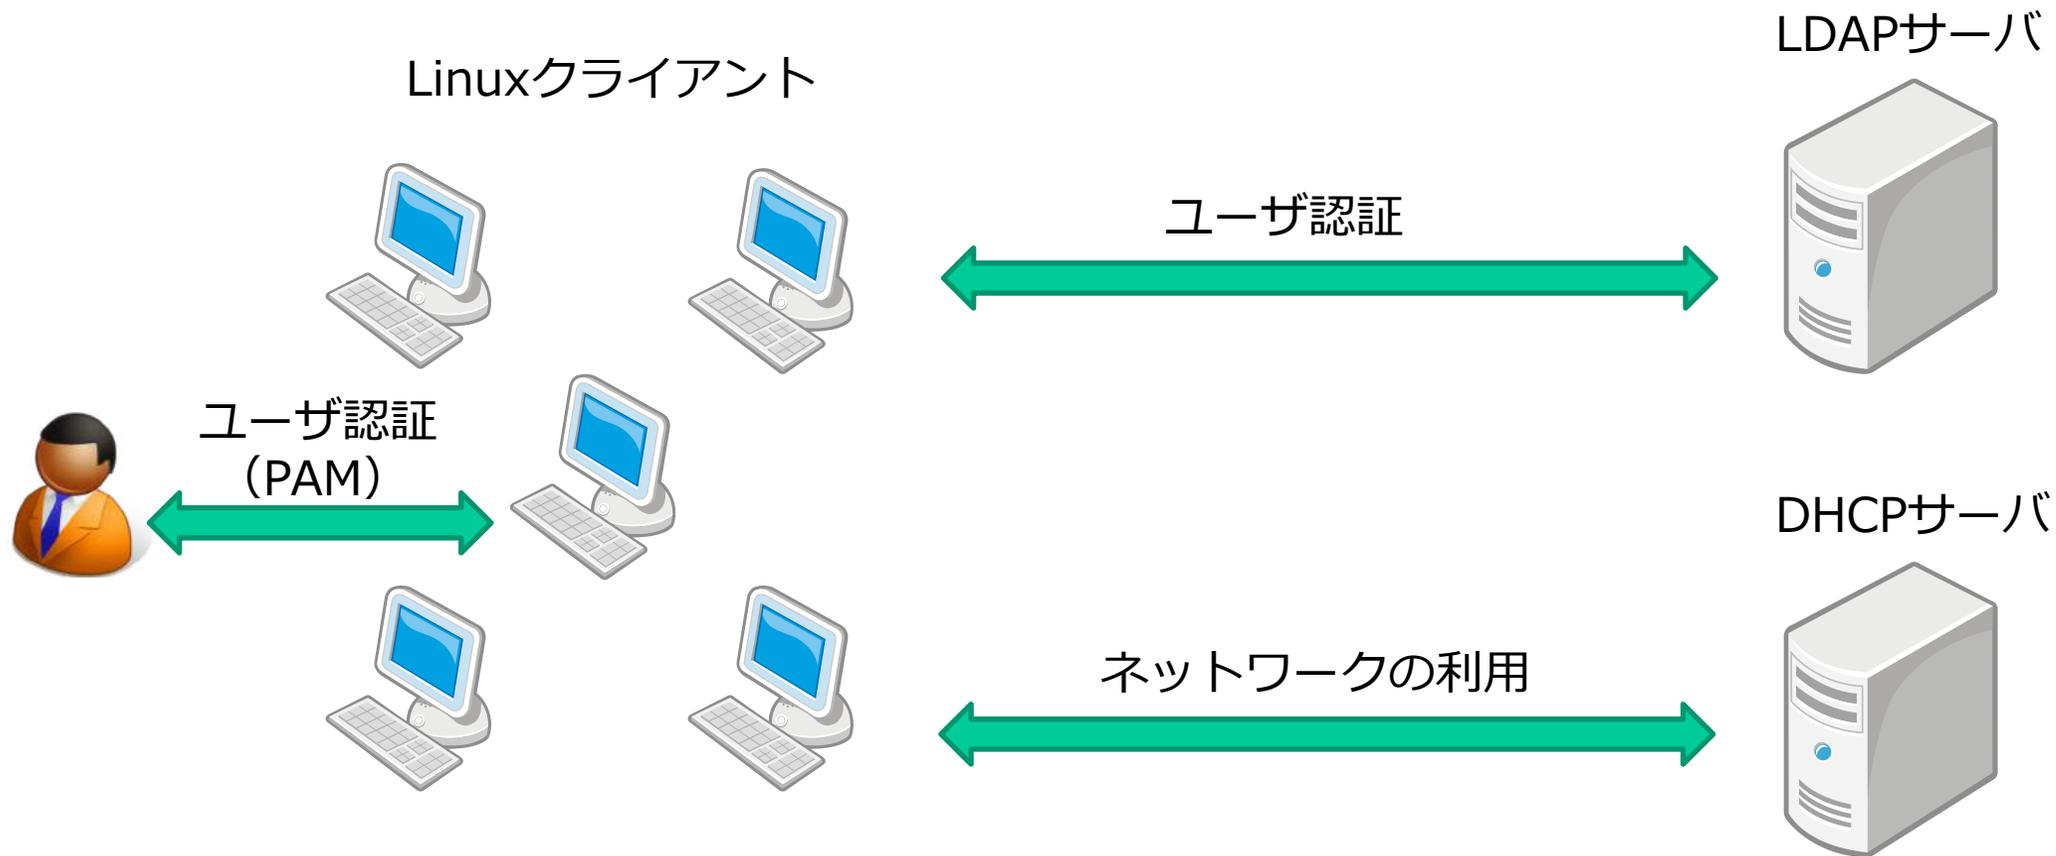 LDAPサーバ
Linuxクライアント
ユーザ認証
ユーザ認証
（PAM）
DHCPサーバ
ネットワークの利用